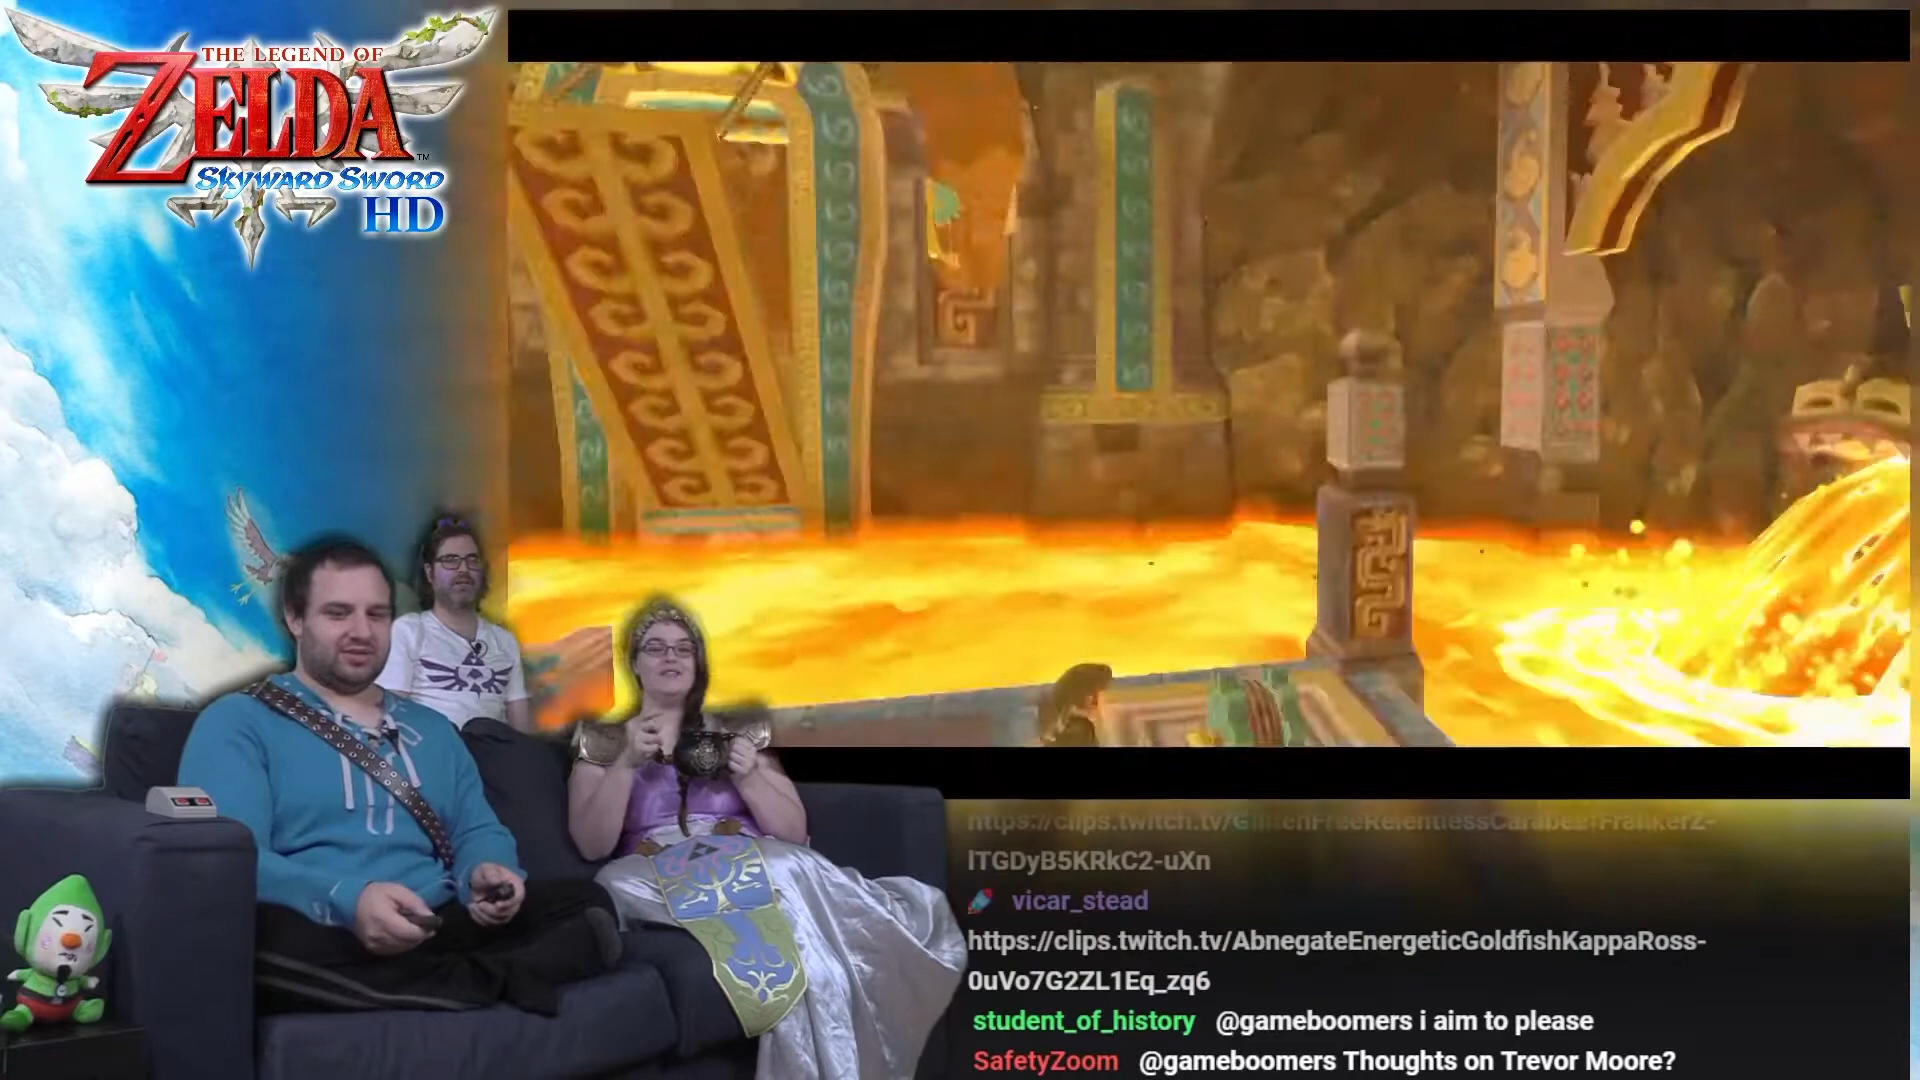 THE LEGEND OF
ZELDA™
SKYWARD SWORD
HD
lTGDyB5KRkC2-uXn
vicar_stead
https://clips.twitch.tv/AbnegateEnergeticGoldfishKappaRoss-
0uVo7G2ZL1Eq_zq6
student_of_history @gameboomers i aim to please
SafetyZoom @gameboomers Thoughts on Trevor Moore?